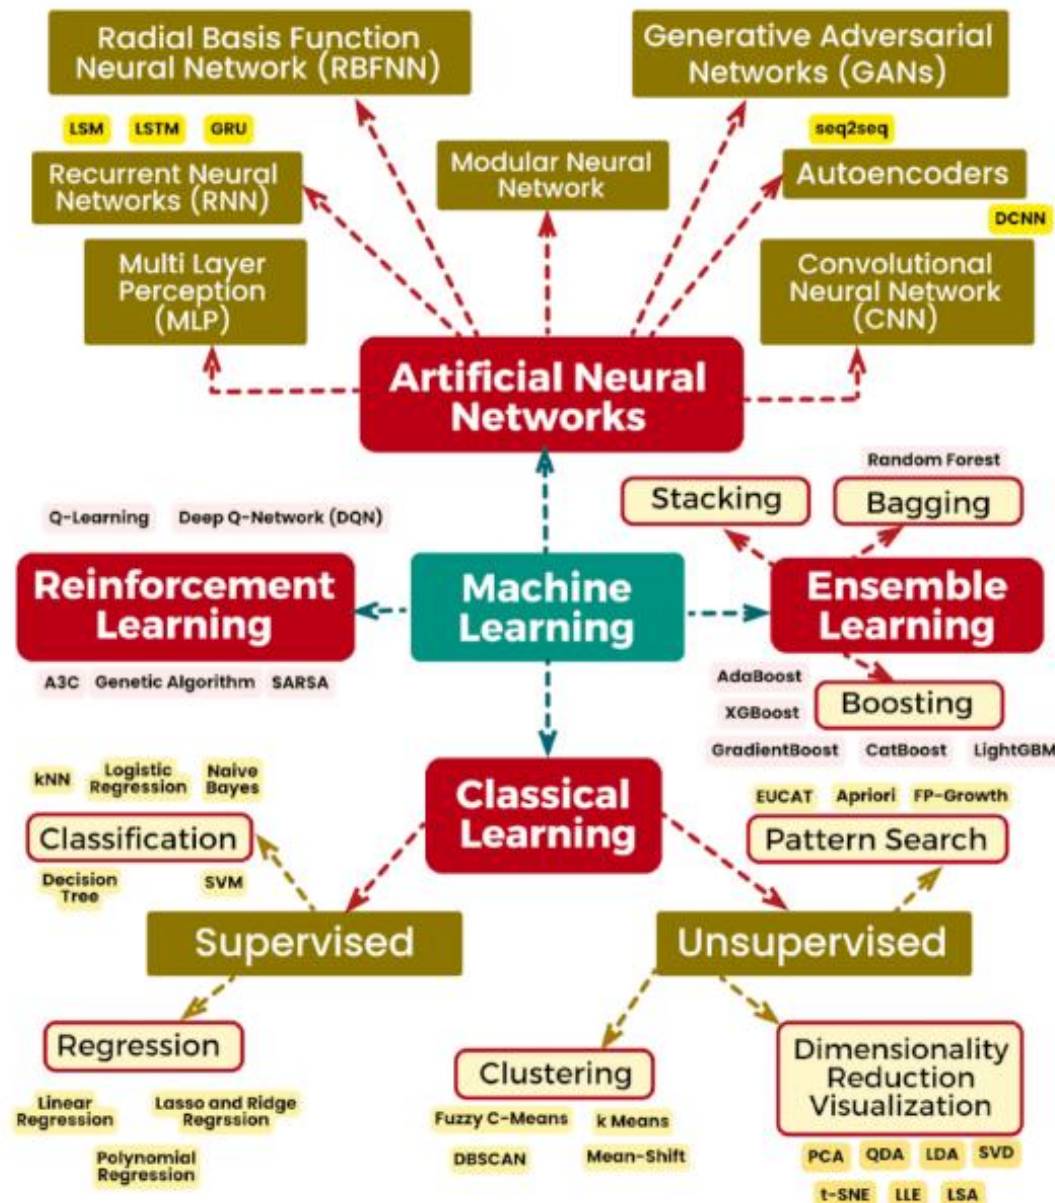 Radial Basis Function
Neural Network (RBFNN)
Generative Adversarial
Networks (GANs)
LSM LSTM GRU
seq2seq
Recurrent Neural
Networks (RNN)
Modular Neural
Network
Autoencoders
DCNN
Multi Layer
Perception
(MLP)
Convolutional
Neural Network
(CNN)
Artificial Neural
Networks
Random Forest
Stacking
Bagging
Q-Learning Deep Q-Network (DQN)
Reinforcement
Learning
Machine
Learning
Ensemble
Learning
A3C Genetic Algorithm SARSA
AdaBoost
XGBoost
Boosting
GradientBoost CatBoost LightGBM
kNN
Logistic
Regression
Naive
Bayes
Classification
Decision
Tree
SVM
Classical
Learning
EUCAT Apriori FP-Growth
Pattern Search
Supervised
Unsupervised
Regression
Linear
Regression
Lasso and Ridge
Regrssion
Polynomial
Regression
Clustering
Fuzzy C-Means k Means
DBSCAN Mean-Shift
Dimensionality
Reduction
Visualization
PCA QDA LDA SVD
t-SNE LLE LSA